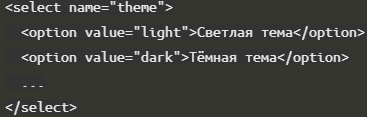 <select name="theme">
  <option value="light">Светлая тема</option>
  <option value="dark">Тёмная тема</option>
  ...
</select>